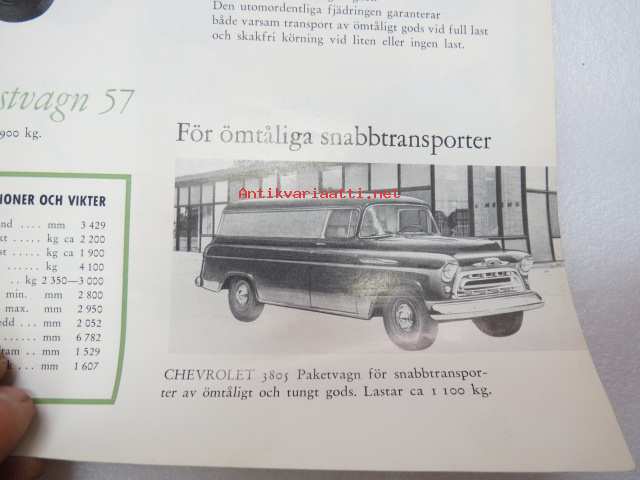 Den utomordentliga fjädringen garanterar
både varsam transport av ömtåligt gods vid full last
och skakfri körning vid liten eller ingen last.
stvagn 57
900 kg.
För ömtåliga snabbtransporter
Antikvariaatti.net
IONER OCH VIKTER
nd .... mm 3 429
kt ..... kg ca 2 200
st ..... kg ca 1 900
...... kg 4 100
.. kg 2 350—3 000
min. mm 2 800
max. mm 2 950
edd ... mm 2 052
...... mm 6 782
ram .. mm 1 529
k ... mm 1 607
CHEVROLET 3805 Paketvagn för snabbtranspor-
ter av ömtåligt och tungt gods. Lastar ca 1 100 kg.